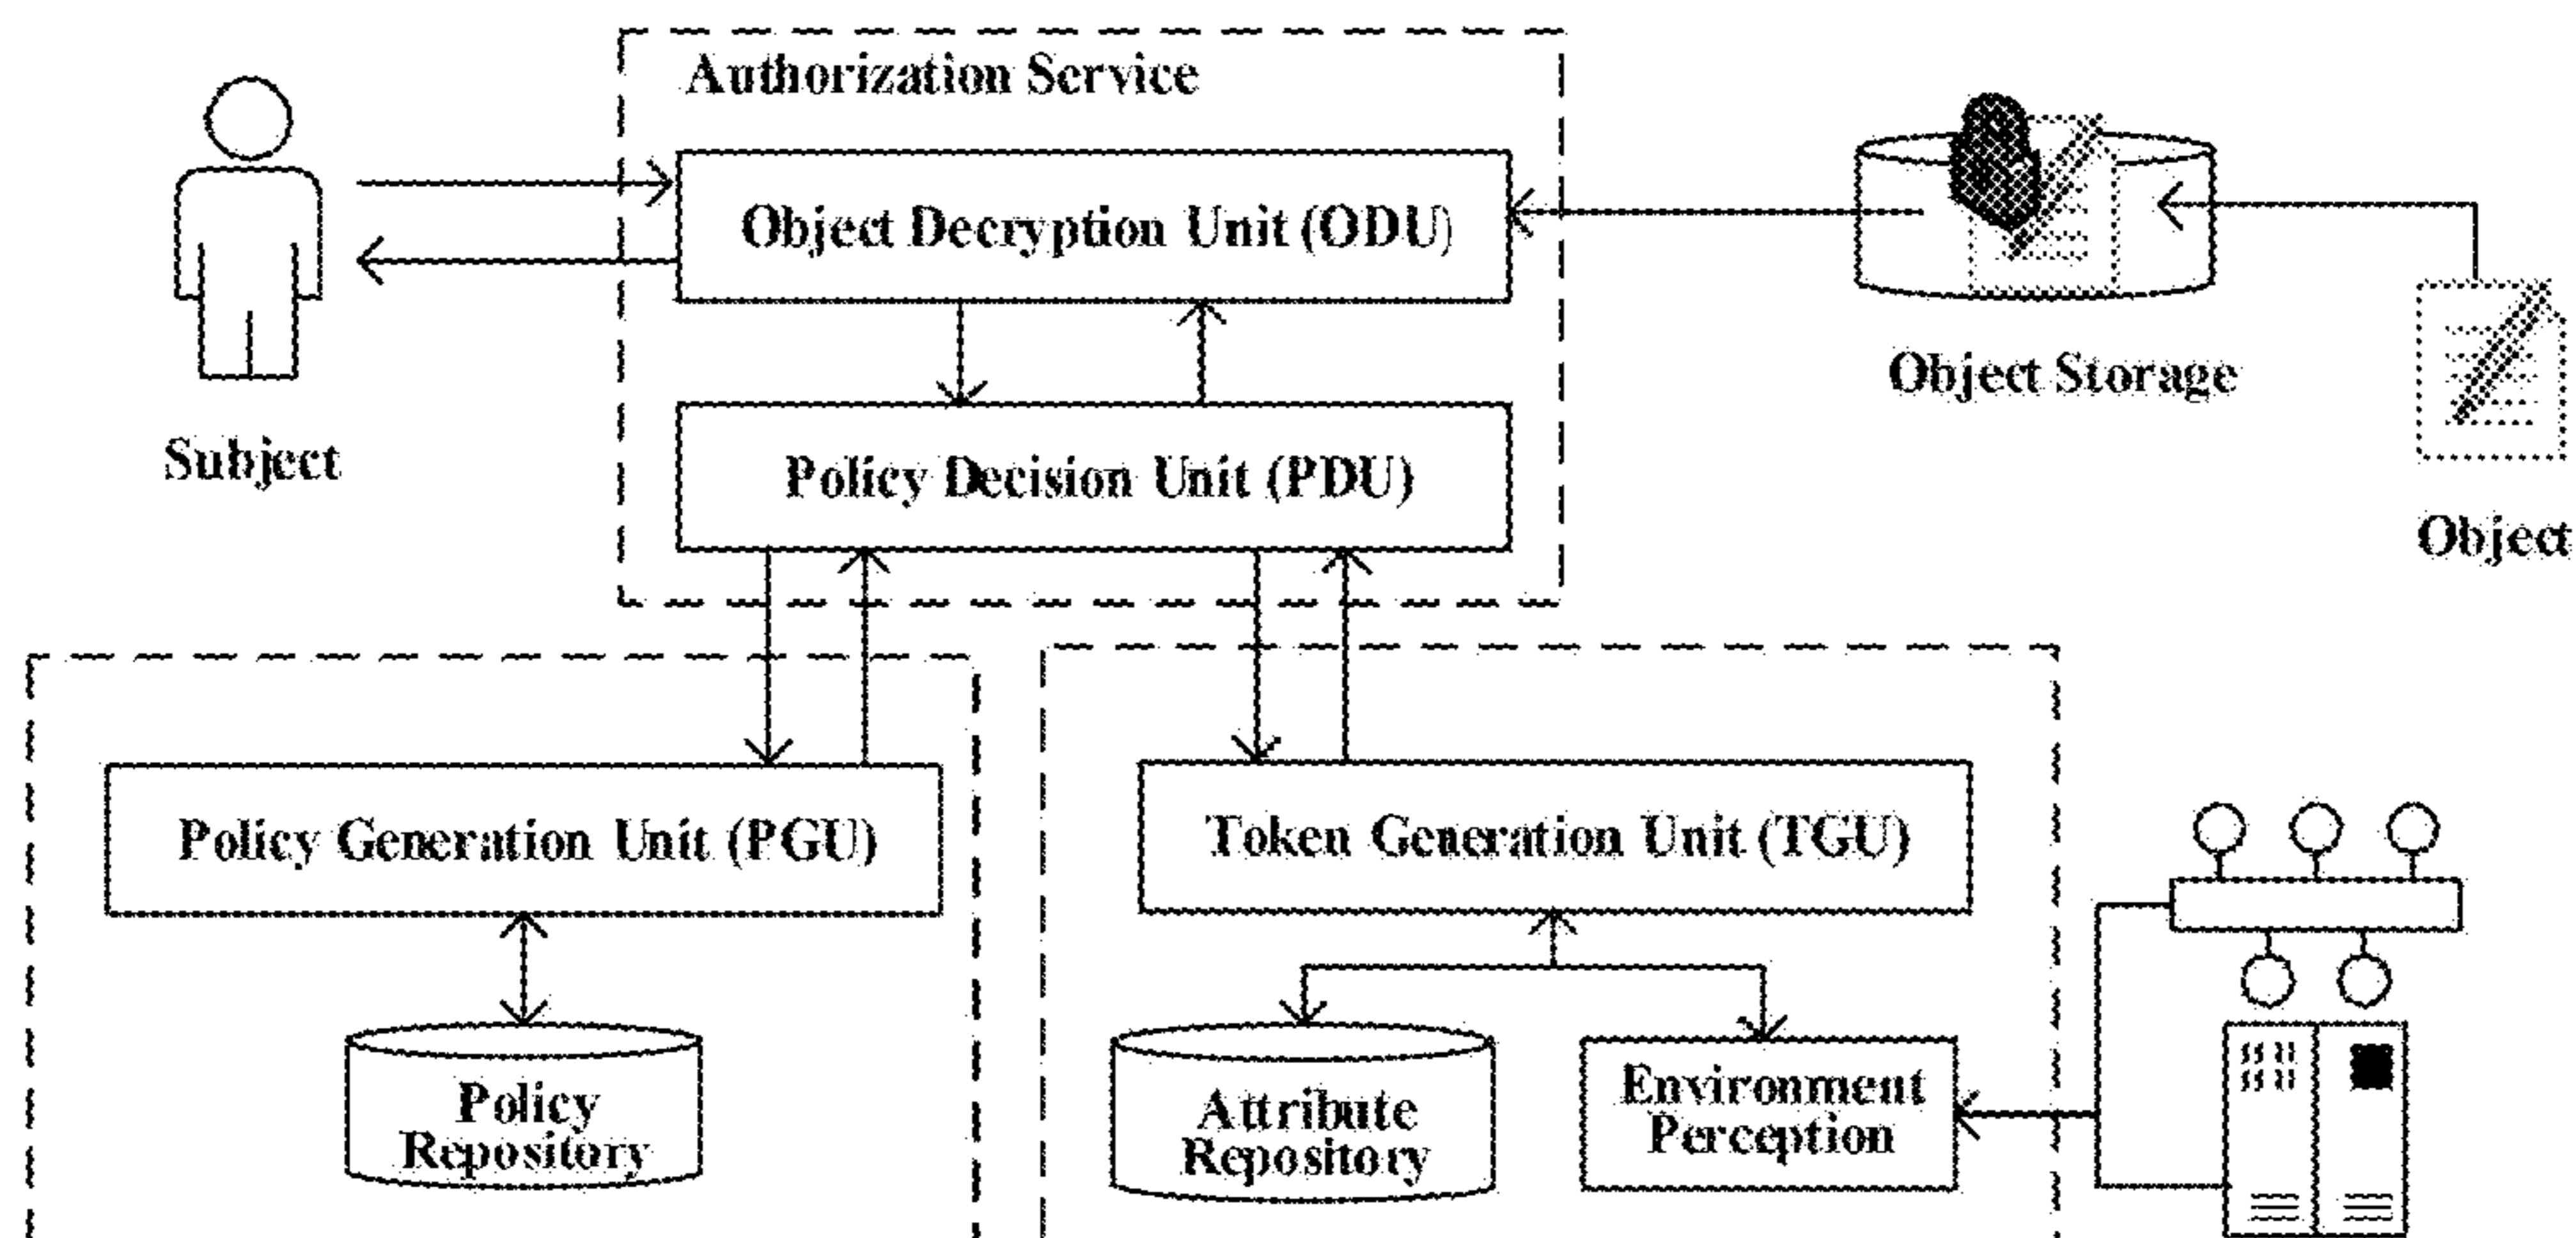 Authorization Service
Object Decryption Unit (ODU)
Object Storage
Subject
Policy Decision Unit (PDU)
Object
Policy Generation Unit (PGU)
Token Generation Unit (TGU)
Policy
Repository
Attribute
Repository
Environment
Perception